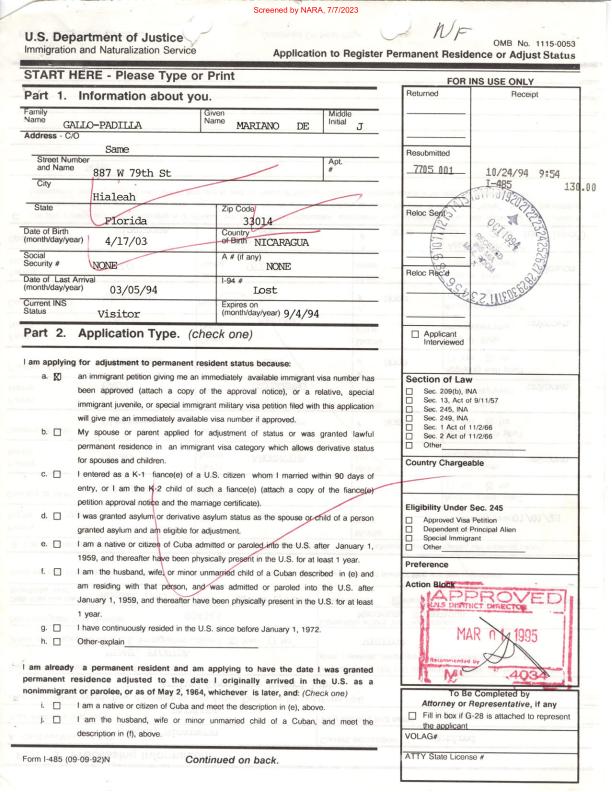 Screened by NARA, 7/7/2023
N/F
U.S. Department of Justice
Immigration and Naturalization Service
OMB No. 1115-0053
Application to Register Permanent Residence or Adjust Status
START HERE - Please Type or Print
FOR INS USE ONLY
Part 1. Information about you.
Family Name GALLO-PADILLA
Given Name MARIANO DE
Middle Initial J
Address - C/O
Same
Street Number and Name 887 W 79th St
Apt. #
City
Hialeah
State
Florida
Zip Code
33014
Date of Birth (month/day/year) 4/17/03
Country of Birth NICARAGUA
Social Security # NONE
A # (if any)
NONE
Date of Last Arrival (month/day/year) 03/05/94
I-94 #
Lost
Current INS Status Visitor
Expires on (month/day/year) 9/4/94
Part 2. Application Type. (check one)
I am applying for adjustment to permanent resident status because:
a. X an immigrant petition giving me an immediately available immigrant visa number has
been approved (attach a copy of the approval notice), or a relative, special
immigrant juvenile, or special immigrant military visa petition filed with this application
will give me an immediately available visa number if approved.
b. My spouse or parent applied for adjustment of status or was granted lawful
permanent residence in an immigrant visa category which allows derivative status
for spouses and children.
c. I entered as a K-1 fiance(e) of a U.S. citizen whom I married within 90 days of
entry, or I am the K-2 child of such a fiance(e) (attach a copy of the fiance(e)
petition approval notice and the marriage certificate).
d. I was granted asylum or derivative asylum status as the spouse or child of a person
granted asylum and am eligible for adjustment.
e. I am a native or citizen of Cuba admitted or paroled into the U.S. after January 1,
1959, and thereafter have been physically present in the U.S. for at least 1 year.
f. I am the husband, wife, or minor unmarried child of a Cuban described in (e) and
am residing with that person, and was admitted or paroled into the U.S. after
January 1, 1959, and thereafter have been physically present in the U.S. for at least
1 year.
g. I have continuously resided in the U.S. since before January 1, 1972.
h. Other-explain
I am already a permanent resident and am applying to have the date I was granted
permanent residence adjusted to the date I originally arrived in the U.S. as a
nonimmigrant or parolee, or as of May 2, 1964, whichever is later, and: (Check one)
i. I am a native or citizen of Cuba and meet the description in (e), above.
j. I am the husband, wife or minor unmarried child of a Cuban, and meet the
description in (f), above.
Form I-485 (09-09-92)N
Continued on back.
Returned
Receipt
Resubmitted
7705 001
10/24/94 9:54
I-485
130.00
Reloc Sent
OCT 1994
RECEIVED
Reloc Rec'd
Applicant Interviewed
Section of Law
Sec. 209(b), INA
Sec. 13, Act of 9/11/57
Sec. 245, INA
Sec. 249, INA
Sec. 1 Act of 11/2/66
Sec. 2 Act of 11/2/66
Other
Country Chargeable
Eligibility Under Sec. 245
Approved Visa Petition
Dependent of Principal Alien
Special Immigrant
Other
Preference
Action Block
APPROVED
INS DISTRICT DIRECTOR
MAR 01 1995
Recommended by
4034
To Be Completed by
Attorney or Representative, if any
Fill in box if G-28 is attached to represent
the applicant
VOLAG#
ATTY State License #